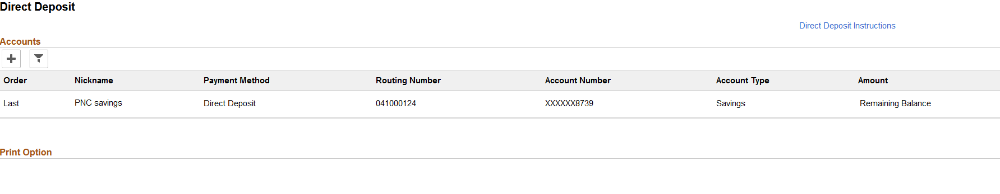 Direct Deposit
Direct Deposit Instructions
Accounts
Order Nickname Payment Method Routing Number Account Number Account Type Amount
Last PNC savings Direct Deposit 041000124 XXXXXX8739 Savings Remaining Balance
Print Option